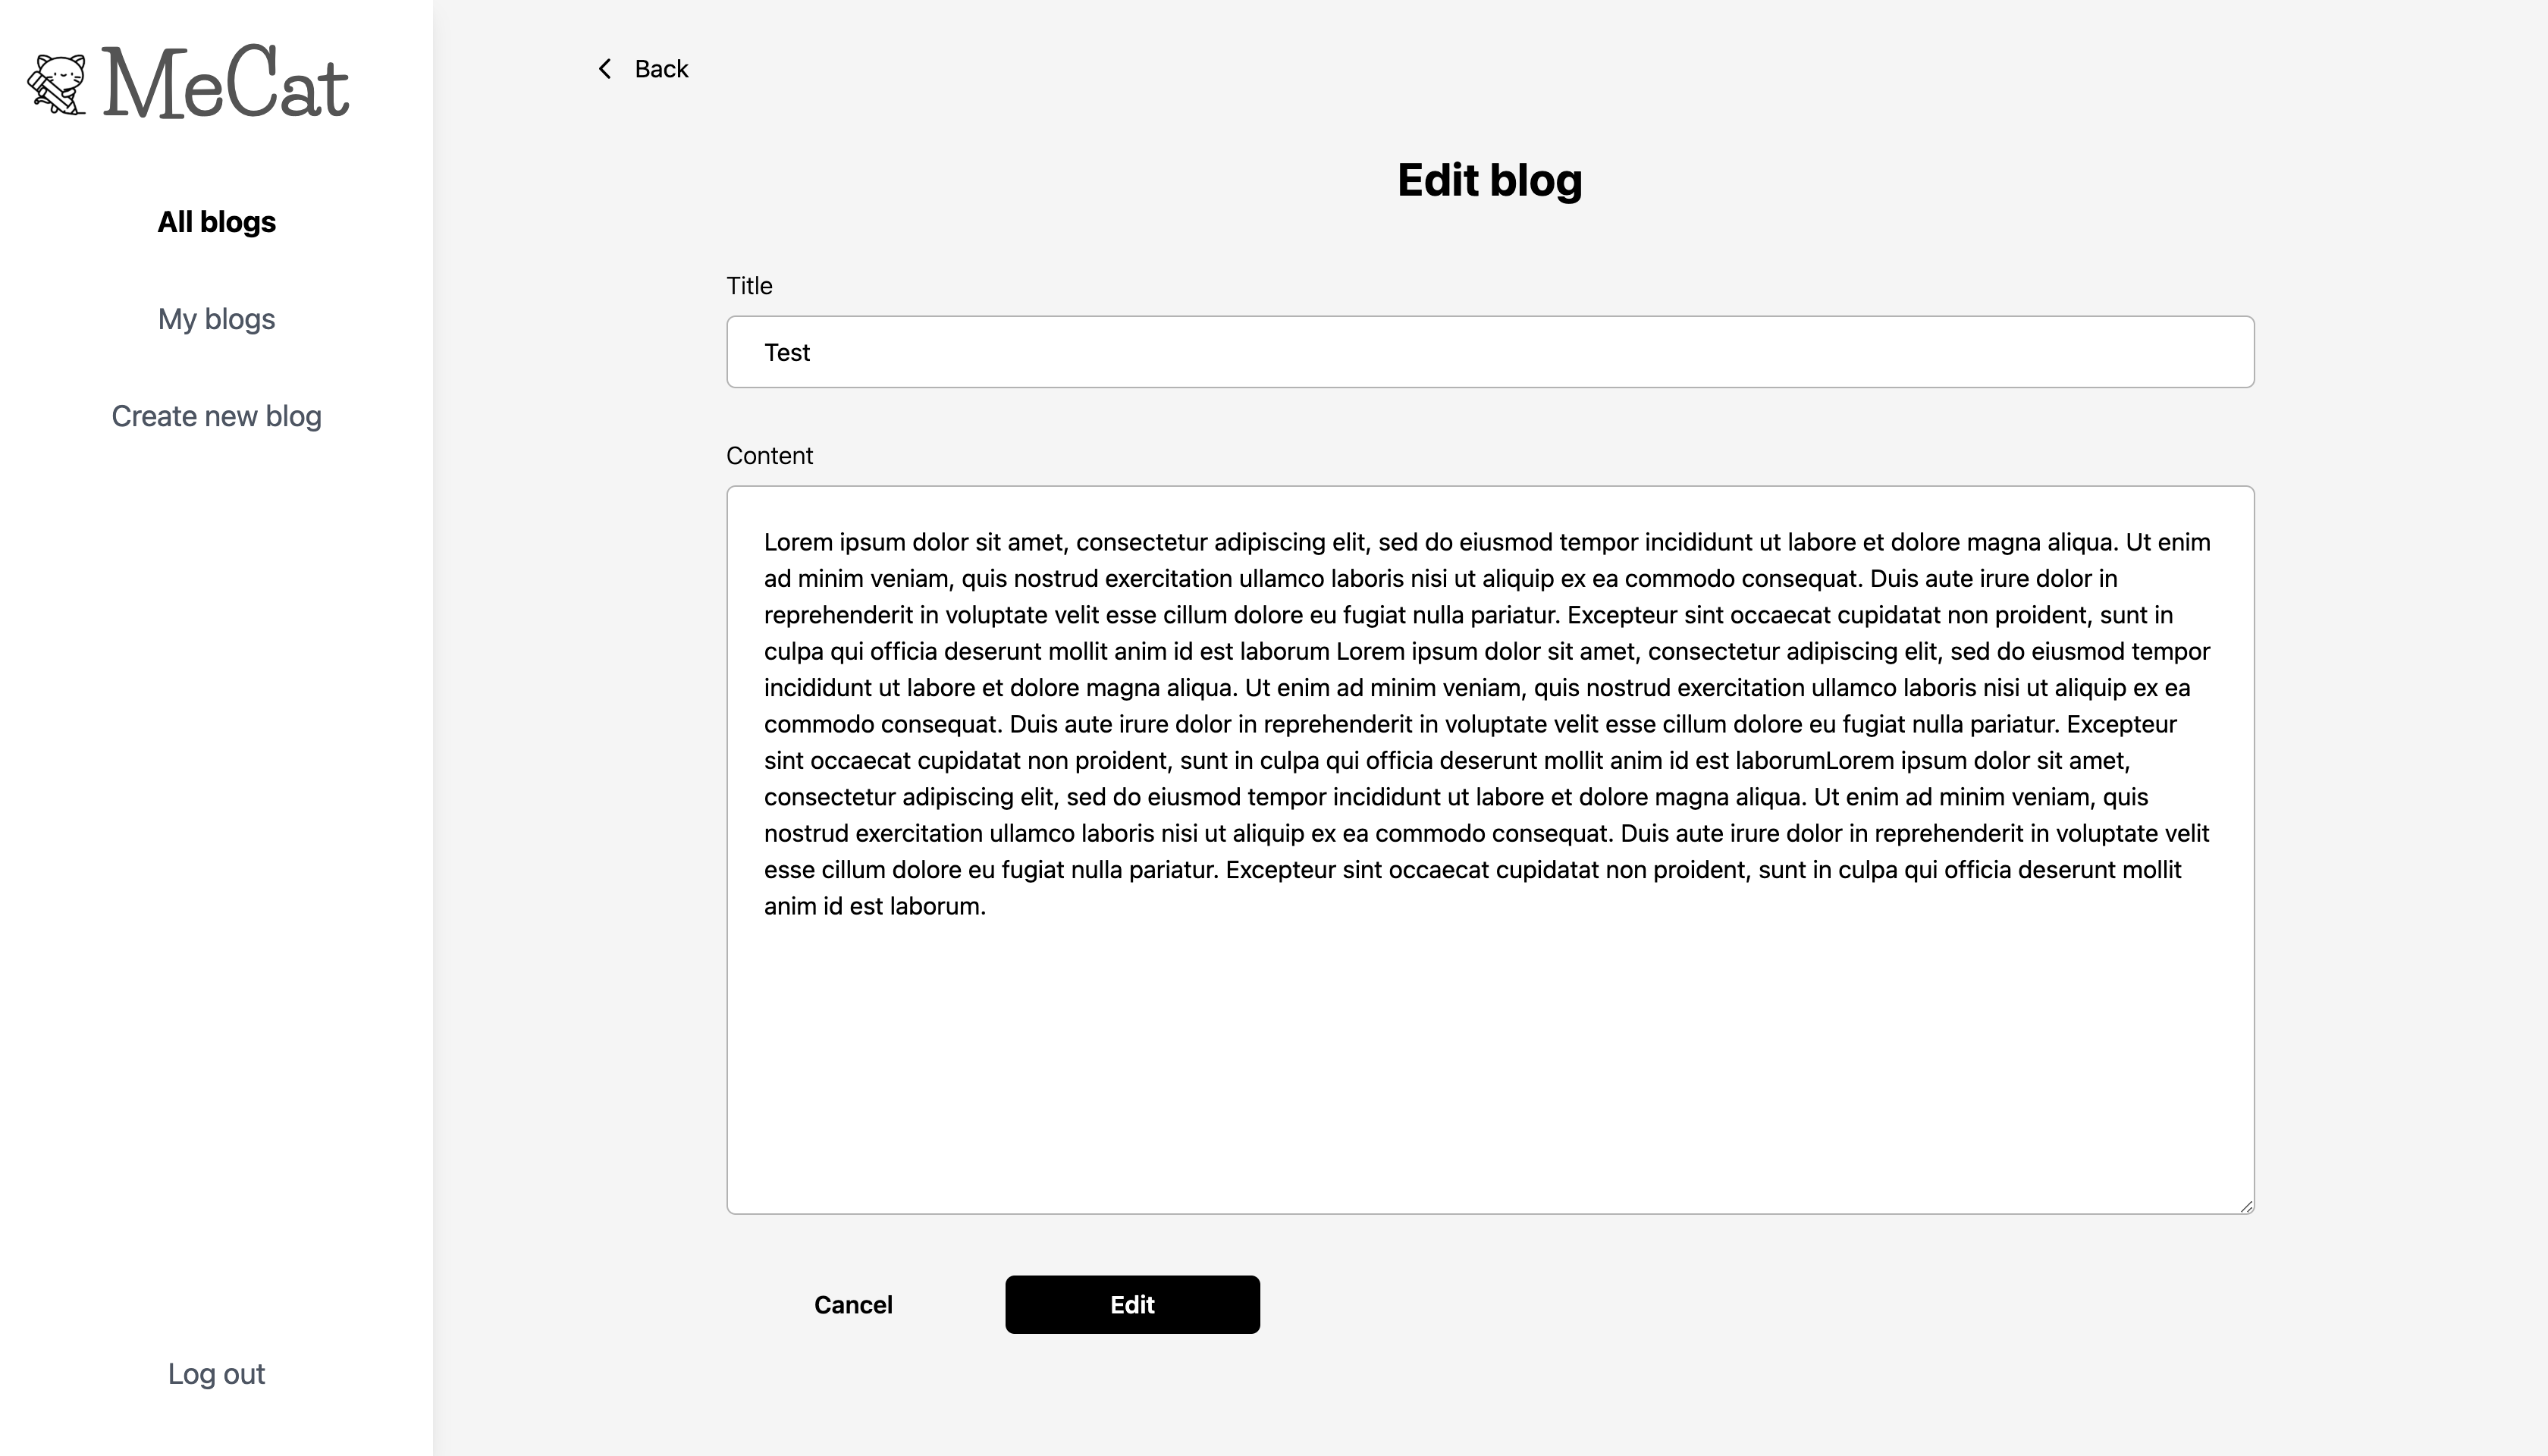 MeCat
All blogs
My blogs
Create new blog
Log out
Back
Edit blog
Title
Test
Content
Lorem ipsum dolor sit amet, consectetur adipiscing elit, sed do eiusmod tempor incididunt ut labore et dolore magna aliqua. Ut enim
ad minim veniam, quis nostrud exercitation ullamco laboris nisi ut aliquip ex ea commodo consequat. Duis aute irure dolor in
reprehenderit in voluptate velit esse cillum dolore eu fugiat nulla pariatur. Excepteur sint occaecat cupidatat non proident, sunt in
culpa qui officia deserunt mollit anim id est laborum Lorem ipsum dolor sit amet, consectetur adipiscing elit, sed do eiusmod tempor
incididunt ut labore et dolore magna aliqua. Ut enim ad minim veniam, quis nostrud exercitation ullamco laboris nisi ut aliquip ex ea
commodo consequat. Duis aute irure dolor in reprehenderit in voluptate velit esse cillum dolore eu fugiat nulla pariatur. Excepteur
sint occaecat cupidatat non proident, sunt in culpa qui officia deserunt mollit anim id est laborumLorem ipsum dolor sit amet,
consectetur adipiscing elit, sed do eiusmod tempor incididunt ut labore et dolore magna aliqua. Ut enim ad minim veniam, quis
nostrud exercitation ullamco laboris nisi ut aliquip ex ea commodo consequat. Duis aute irure dolor in reprehenderit in voluptate velit
esse cillum dolore eu fugiat nulla pariatur. Excepteur sint occaecat cupidatat non proident, sunt in culpa qui officia deserunt mollit
anim id est laborum.
Cancel
Edit